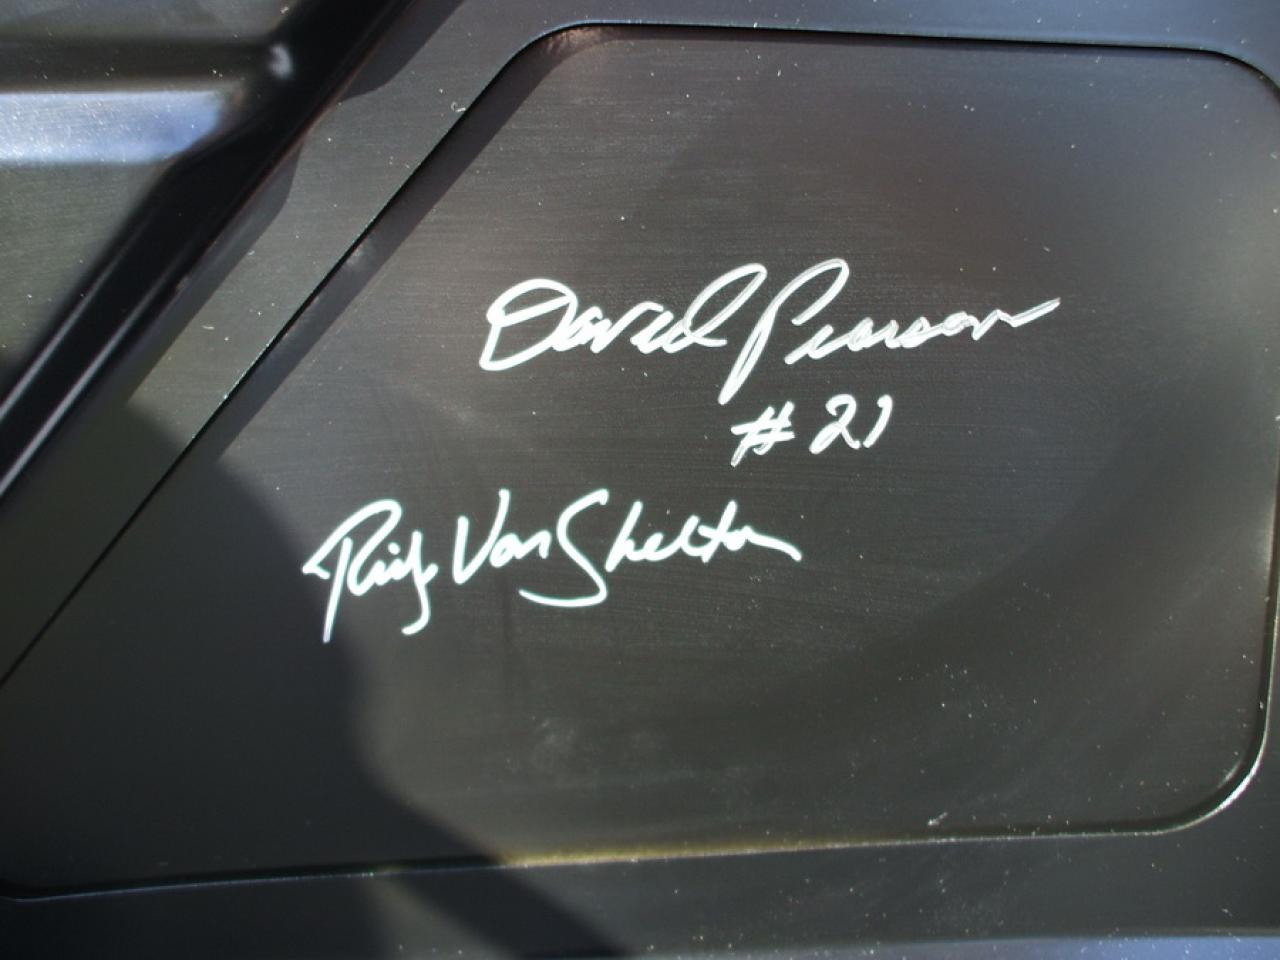 David Pearson
# 21
Ricky Van Shelton